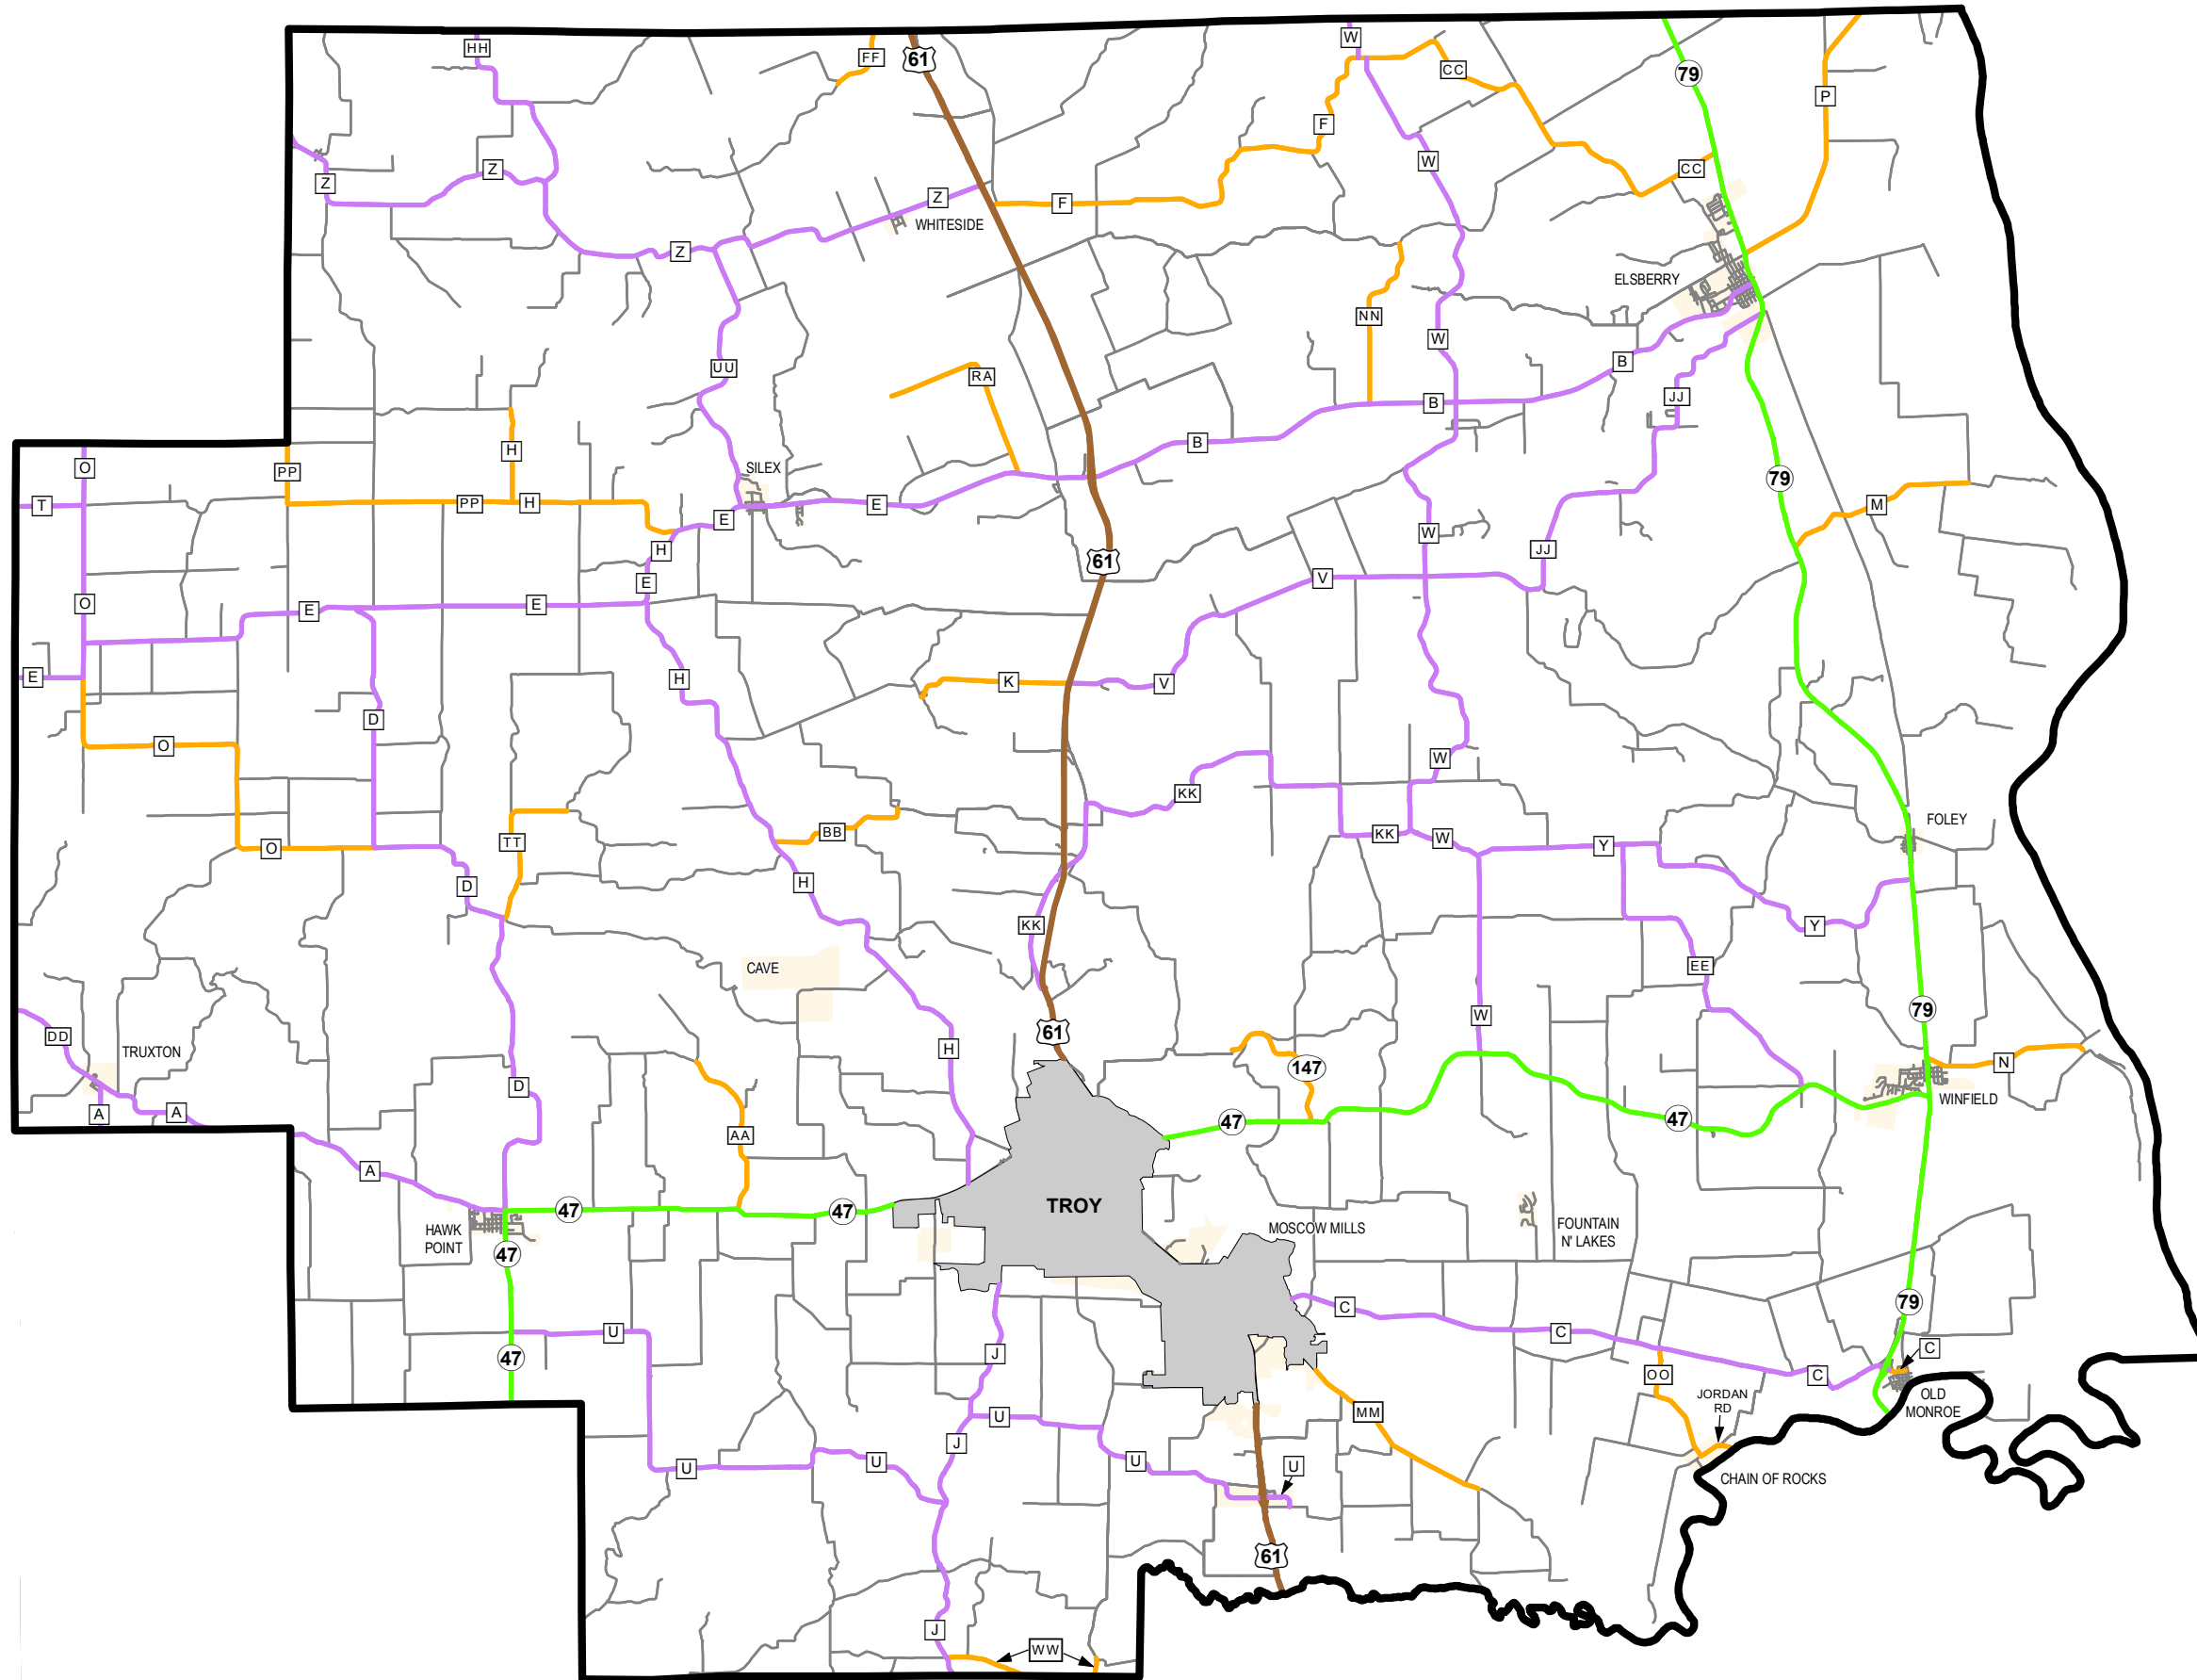 HH
FF
61
W
CC
79
P
F
W
Z
Z
CC
Z
F
WHITESIDE
Z
ELSBERRY
NN
W
UU
B
RA
JJ
B
H
B
O
PP
SILEX
79
T
PP
H
E
E
M
W
H
JJ
61
E
V
O
E
E
E
H
K
V
D
O
W
KK
FOLEY
BB
KK
W
Y
TT
O
H
D
KK
Y
CAVE
EE
79
W
DD
61
H
TRUXTON
N
147
D
WINFIELD
A
A
47
47
AA
A
TROY
47
47
HAWK
POINT
MOSCOW MILLS
FOUNTAIN
N' LAKES
47
79
C
U
C
C
J
47
OO
C
JORDAN
RD
OLD
MONROE
MM
U
J
U
U
U
U
CHAIN OF ROCKS
61
J
WW